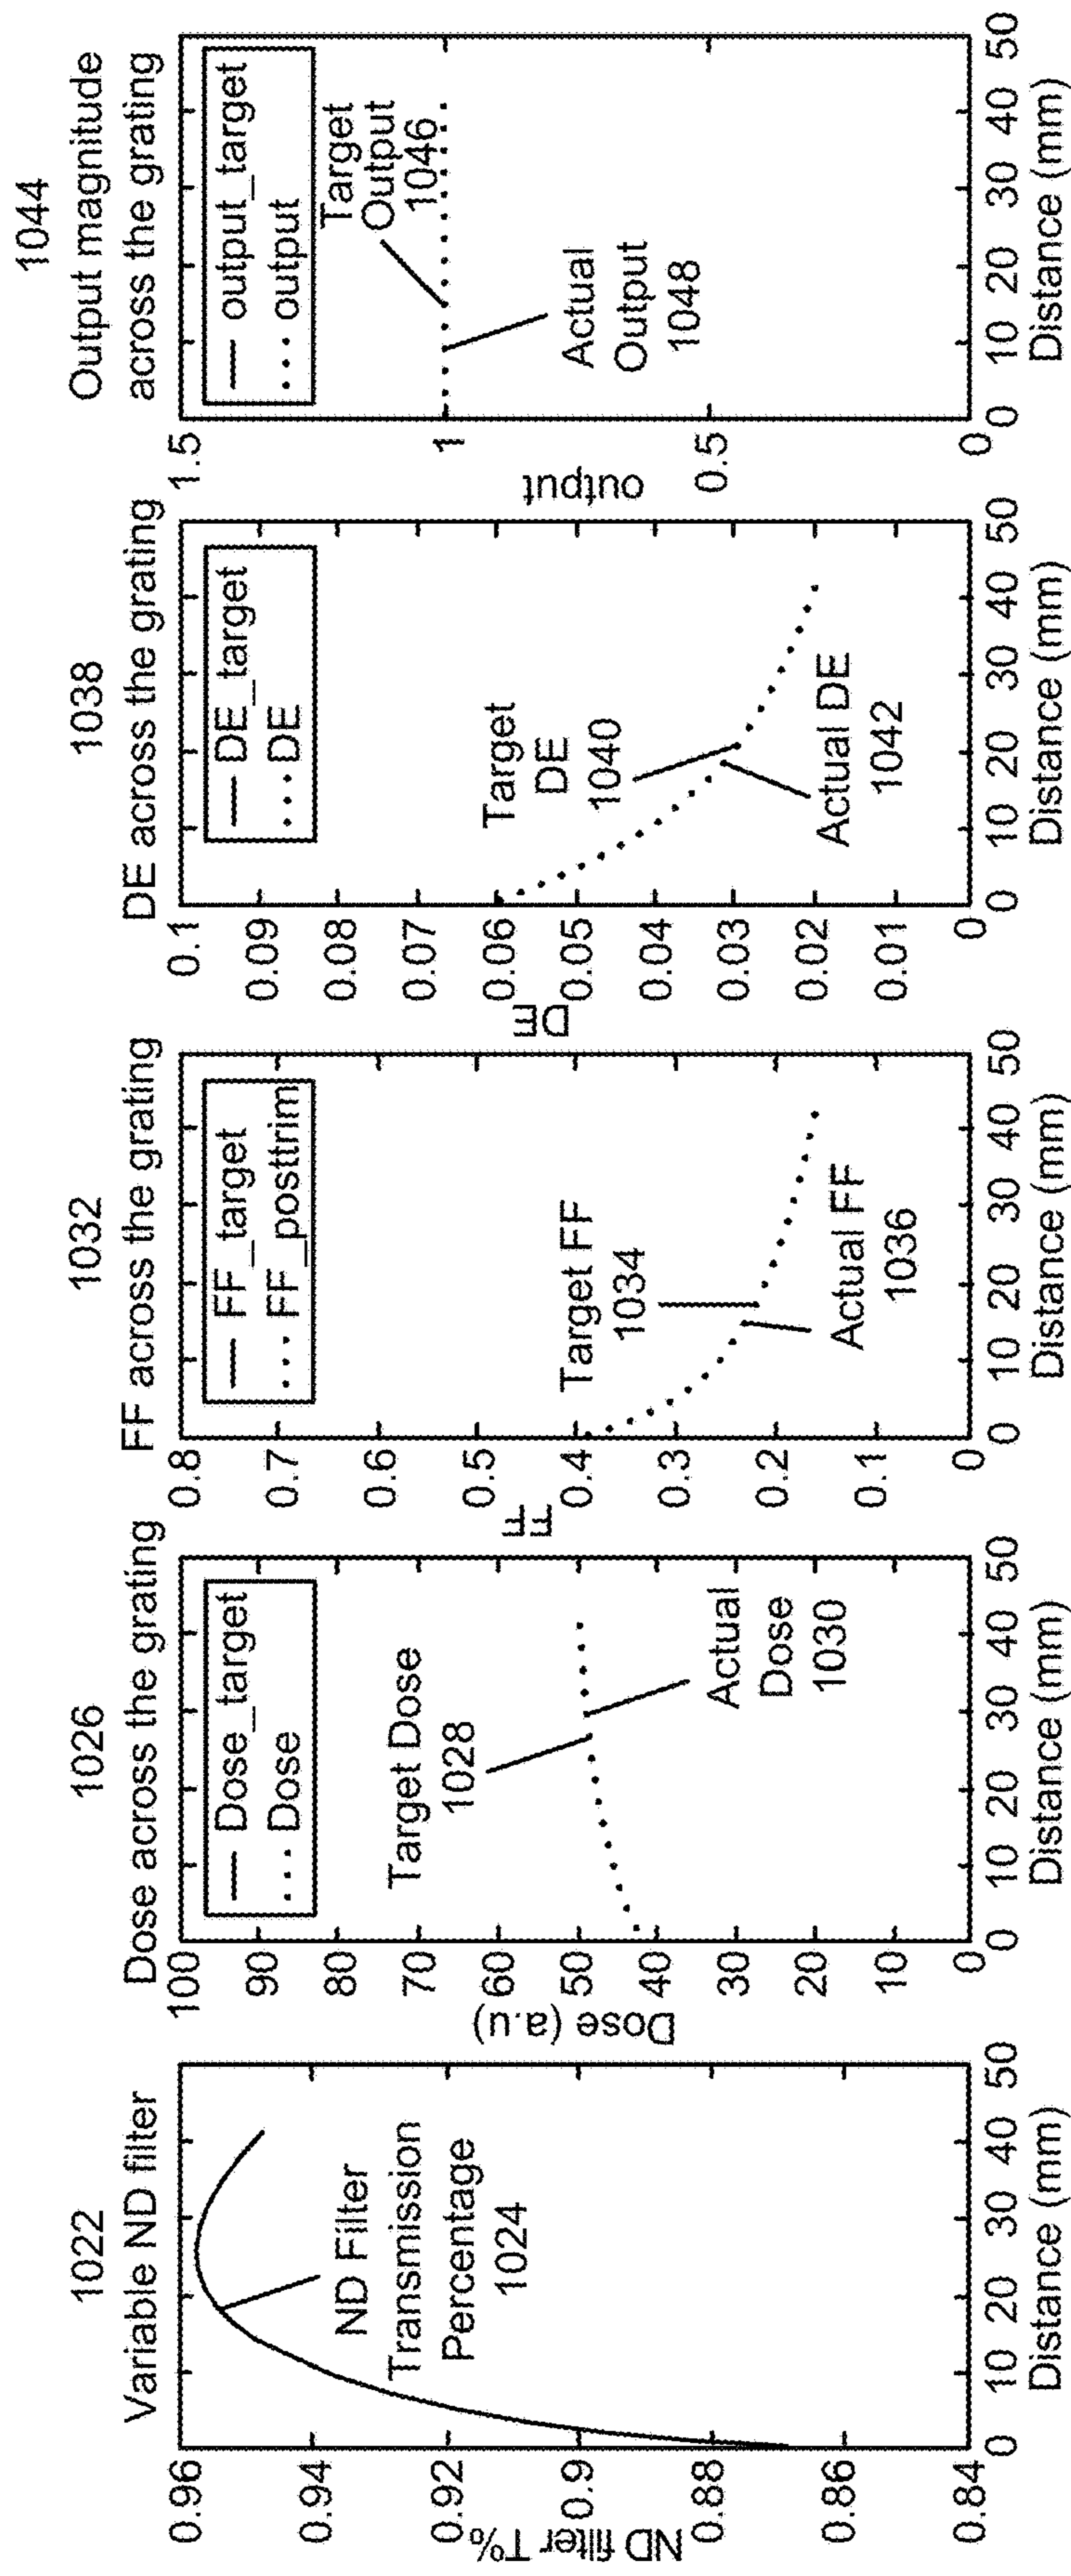 1022
Variable ND filter
ND filter T%
0.96
0.94
0.92
0.9
0.88
0.86
0.84
ND Filter
Transmission
Percentage
1024
0 10 20 30 40 50
Distance (mm)
1026
Dose across the grating
Dose (a.u)
100
90
80
70
60
50
40
30
20
10
0
Dose_target
Dose
Target Dose
1028
Actual
Dose
1030
0 10 20 30 40 50
Distance (mm)
1032
FF across the grating
FF
0.8
0.7
0.6
0.5
0.4
0.3
0.2
0.1
0
FF_target
FF_posttrim
Target FF
1034
Actual FF
1036
0 10 20 30 40 50
Distance (mm)
1038
DE across the grating
DE
0.1
0.09
0.08
0.07
0.06
0.05
0.04
0.03
0.02
0.01
0
DE_target
DE
Target
DE
1040
Actual DE
1042
0 10 20 30 40 50
Distance (mm)
1044
Output magnitude
across the grating
output
1.5
1
0.5
0
output_target
output
Target
Output
1046
Actual
Output
1048
0 10 20 30 40 50
Distance (mm)